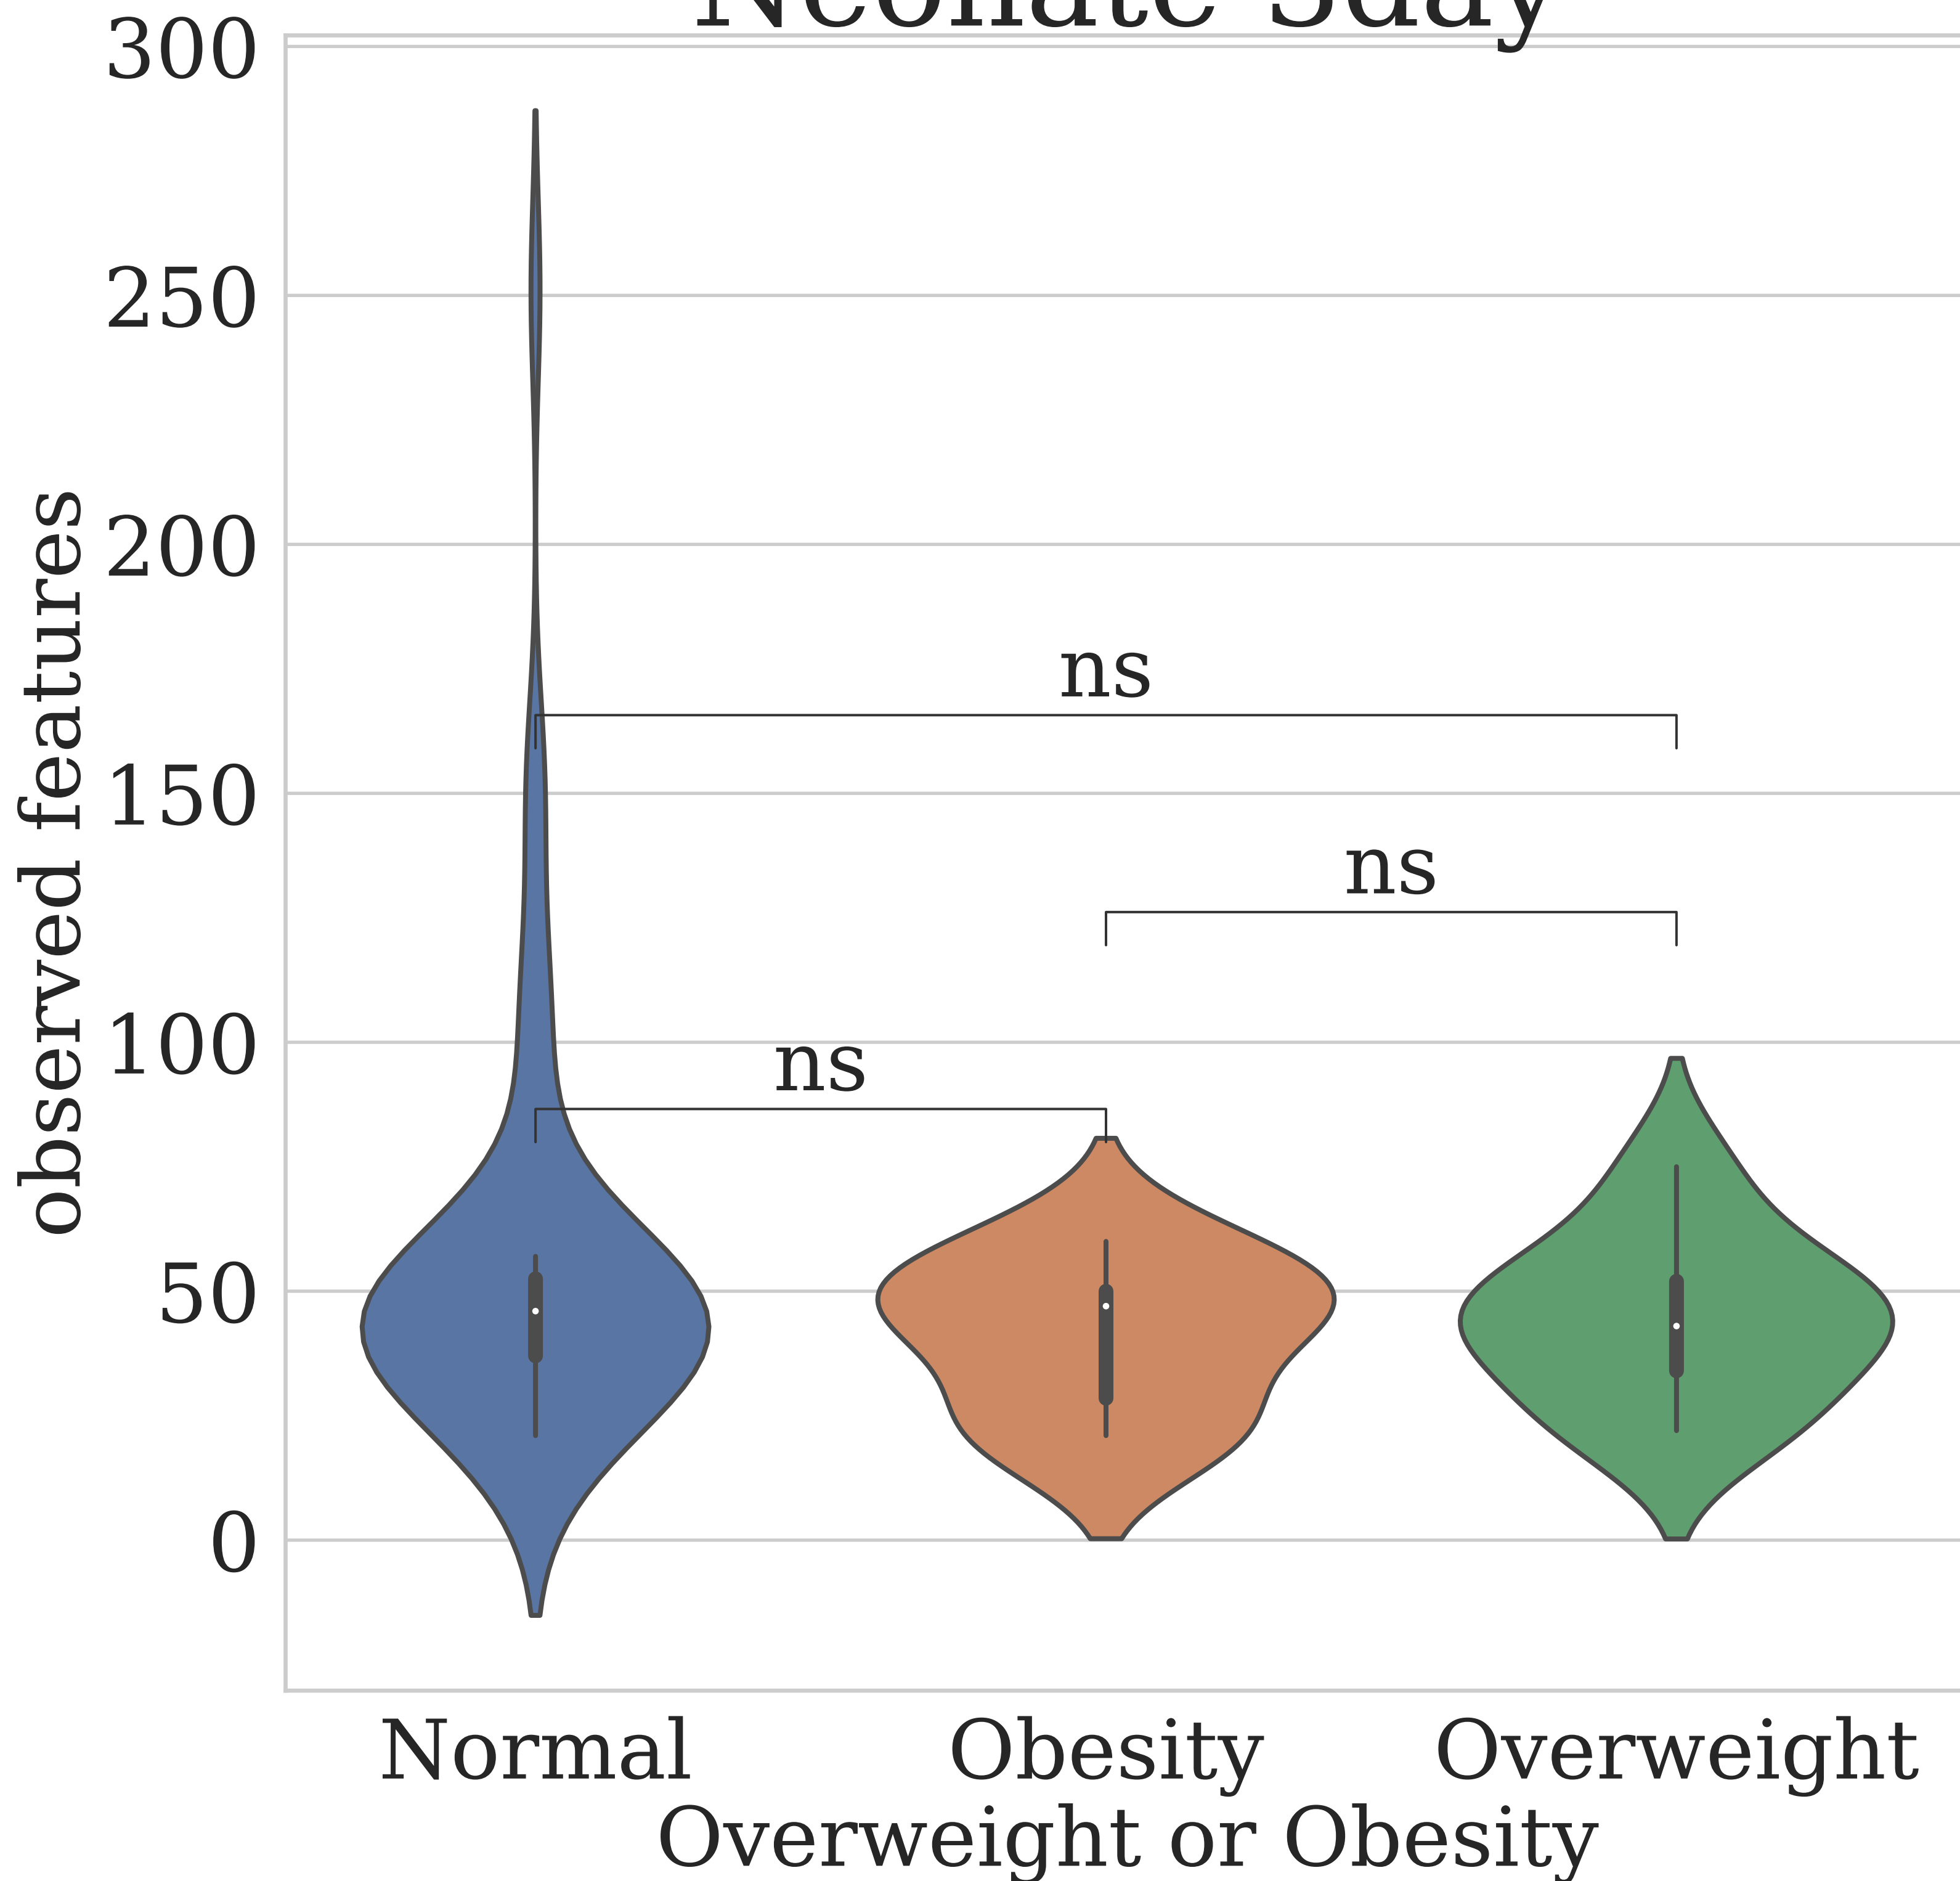 Neonate
300
250
200
150
100
50
0
observed features
ns
ns
ns
Normal Obesity Overweight
Overweight or Obesity